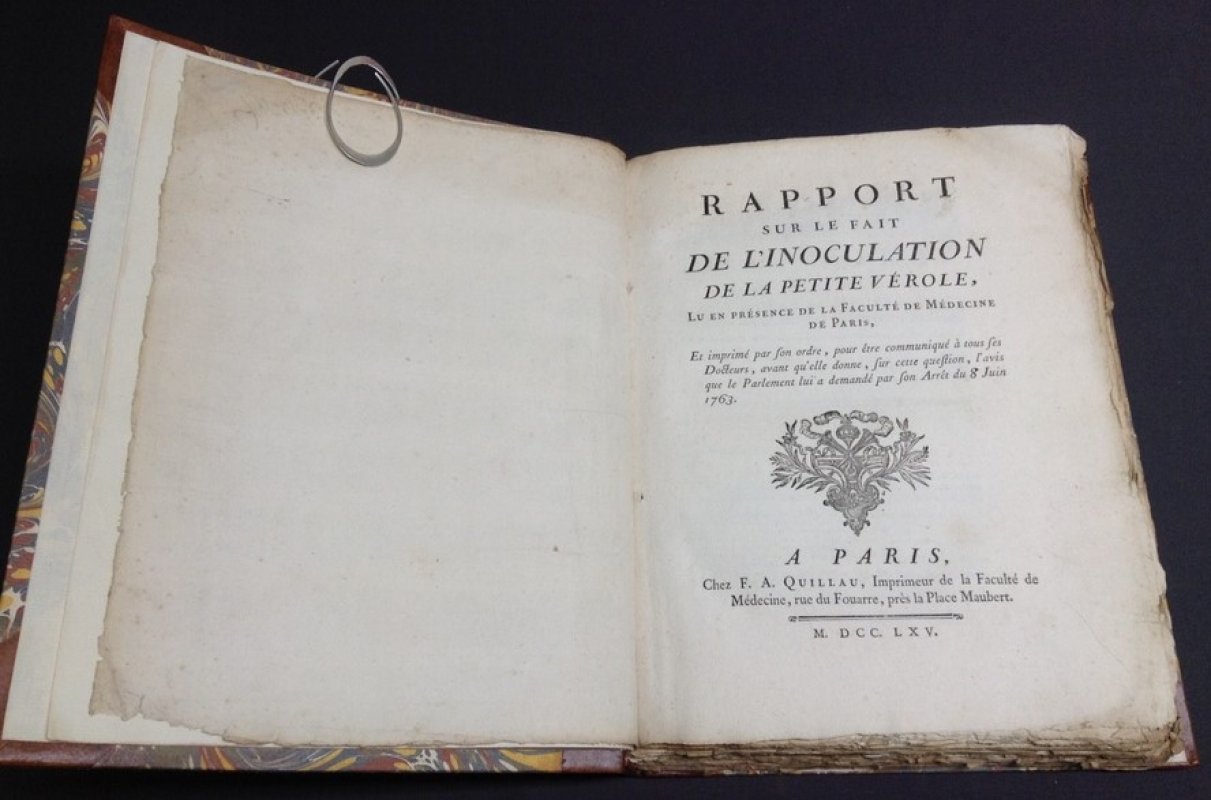 RAPPORT
SUR LE FAIT
DE L'INOCULATION
DE LA PETITE VÉROLE,
LU EN PRÉSENCE DE LA FACULTÉ DE MÉDECINE
DE PARIS,
Et imprimé par ſon ordre, pour être communiqué à tous ſes
Docteurs, avant qu'elle donne, ſur cette queſtion, l'avis
que le Parlement lui a demandé par ſon Arrêt du 8 Juin
1763.
A PARIS,
Chez F. A. QUILLAU, Imprimeur de la Faculté de
Médecine, rue du Fouarre, près la Place Maubert.
M. DCC. LXV.